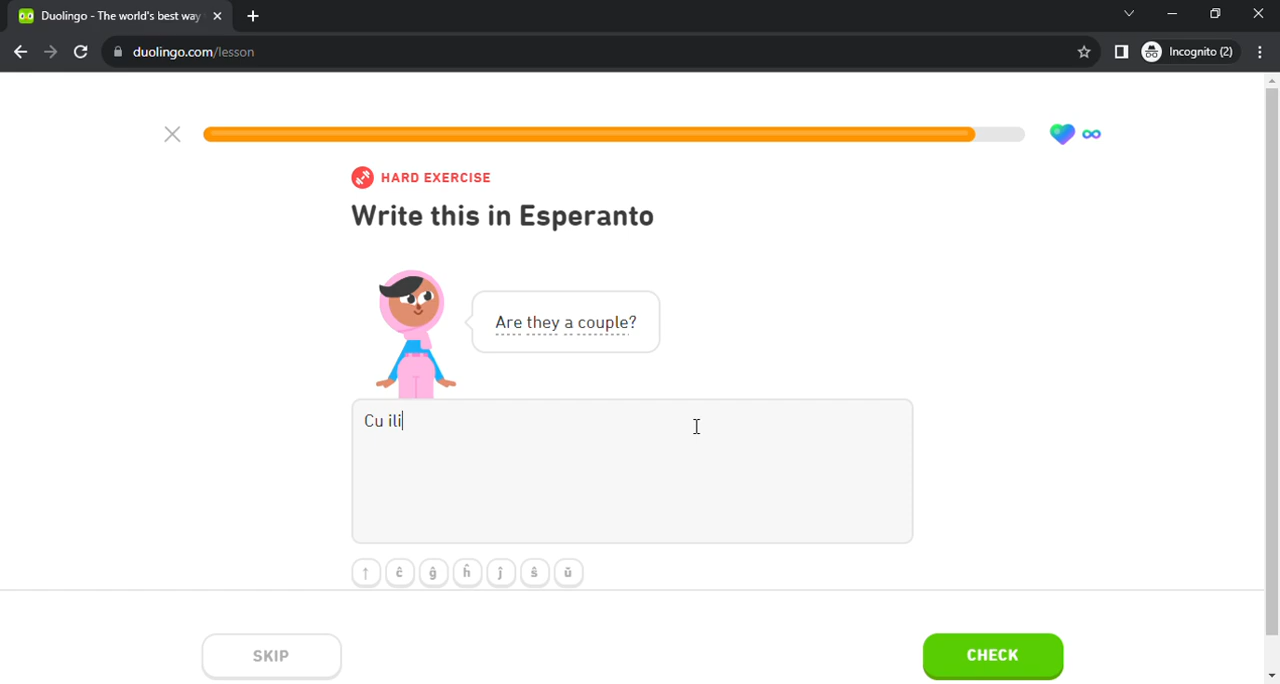 Duolingo - The world's best way
duolingo.com/lesson
Incognito (2)
HARD EXERCISE
Write this in Esperanto
Are they a couple?
Cu ili
↑ ĉ ĝ ĥ ĵ ŝ ŭ
SKIP
CHECK